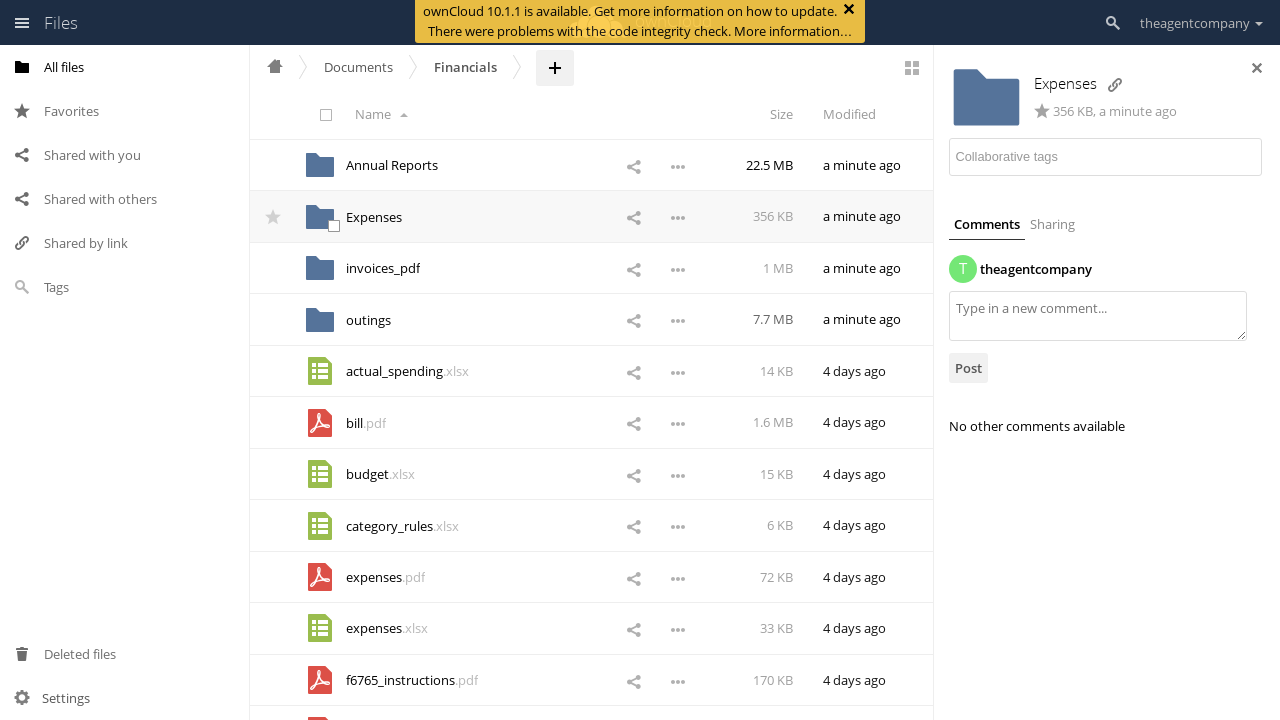 Files
ownCloud 10.1.1 is available. Get more information on how to update.
There were problems with the code integrity check. More information…
theagentcompany
All files
Favorites
Shared with you
Shared with others
Shared by link
Tags
Deleted files
Settings
Documents
Financials
Name
Size
Modified
Annual Reports
22.5 MB
a minute ago
Expenses
356 KB
a minute ago
invoices_pdf
1 MB
a minute ago
outings
7.7 MB
a minute ago
actual_spending.xlsx
14 KB
4 days ago
bill.pdf
1.6 MB
4 days ago
budget.xlsx
15 KB
4 days ago
category_rules.xlsx
6 KB
4 days ago
expenses.pdf
72 KB
4 days ago
expenses.xlsx
33 KB
4 days ago
f6765_instructions.pdf
170 KB
4 days ago
Expenses
356 KB, a minute ago
Collaborative tags
Comments
Sharing
T
theagentcompany
Type in a new comment...
Post
No other comments available